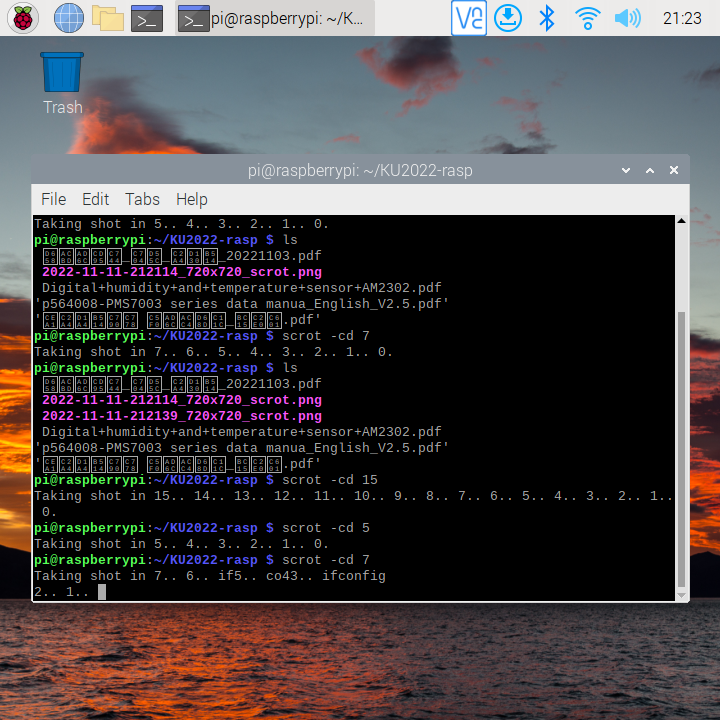 pi@raspberrypi: ~/K...
21:23
Trash
pi@raspberrypi: ~/KU2022-rasp
File Edit Tabs Help
Taking shot in 5.. 4.. 3.. 2.. 1.. 0.
pi@raspberrypi:~/KU2022-rasp $ ls
_20221103.pdf
2022-11-11-212114_720x720_scrot.png
Digital+humidity+and+temperature+sensor+AM2302.pdf
'p564008-PMS7003 series data manua_English_V2.5.pdf'
.pdf'
pi@raspberrypi:~/KU2022-rasp $ scrot -cd 7
Taking shot in 7.. 6.. 5.. 4.. 3.. 2.. 1.. 0.
pi@raspberrypi:~/KU2022-rasp $ ls
_20221103.pdf
2022-11-11-212114_720x720_scrot.png
2022-11-11-212139_720x720_scrot.png
Digital+humidity+and+temperature+sensor+AM2302.pdf
'p564008-PMS7003 series data manua_English_V2.5.pdf'
.pdf'
pi@raspberrypi:~/KU2022-rasp $ scrot -cd 15
Taking shot in 15.. 14.. 13.. 12.. 11.. 10.. 9.. 8.. 7.. 6.. 5.. 4.. 3.. 2.. 1..
0.
pi@raspberrypi:~/KU2022-rasp $ scrot -cd 5
Taking shot in 5.. 4.. 3.. 2.. 1.. 0.
pi@raspberrypi:~/KU2022-rasp $ scrot -cd 7
Taking shot in 7.. 6.. if5.. co43.. ifconfig
2.. 1..